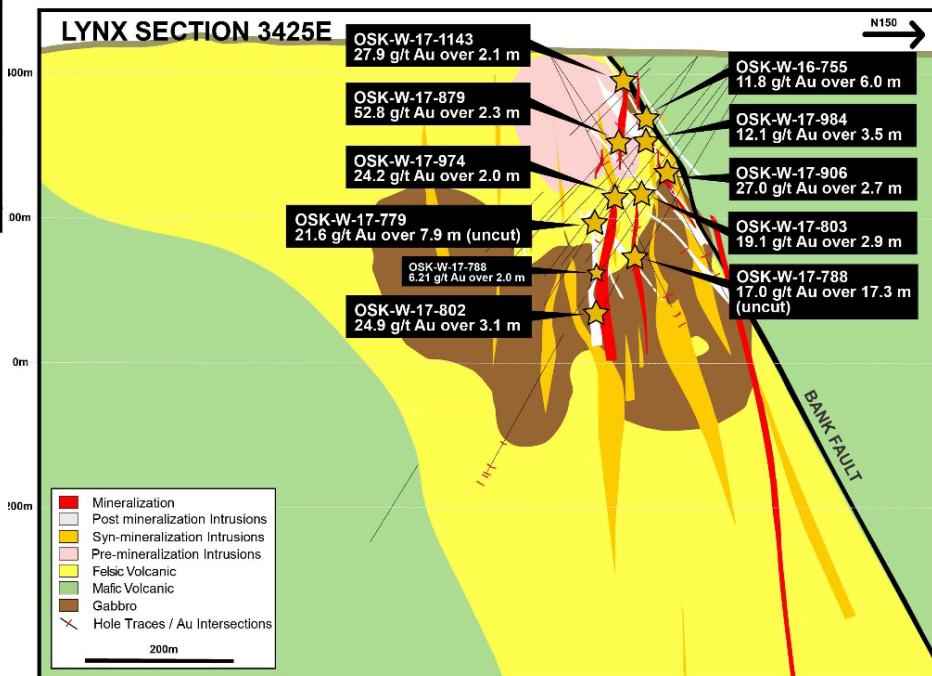 LYNX SECTION 3425E
N150
OSK-W-17-1143
27.9 g/t Au over 2.1 m
OSK-W-17-879
52.8 g/t Au over 2.3 m
OSK-W-17-974
24.2 g/t Au over 2.0 m
OSK-W-17-779
21.6 g/t Au over 7.9 m (uncut)
OSK-W-17-788
6.21 g/t Au over 2.0 m
OSK-W-17-802
24.9 g/t Au over 3.1 m
OSK-W-16-755
11.8 g/t Au over 6.0 m
OSK-W-17-984
12.1 g/t Au over 3.5 m
OSK-W-17-906
27.0 g/t Au over 2.7 m
OSK-W-17-803
19.1 g/t Au over 2.9 m
OSK-W-17-788
17.0 g/t Au over 17.3 m
(uncut)
400m
00m
0m
200m
BANK FAULT
Mineralization
Post mineralization Intrusions
Syn-mineralization Intrusions
Pre-mineralization Intrusions
Felsic Volcanic
Mafic Volcanic
Gabbro
Hole Traces / Au Intersections
200m